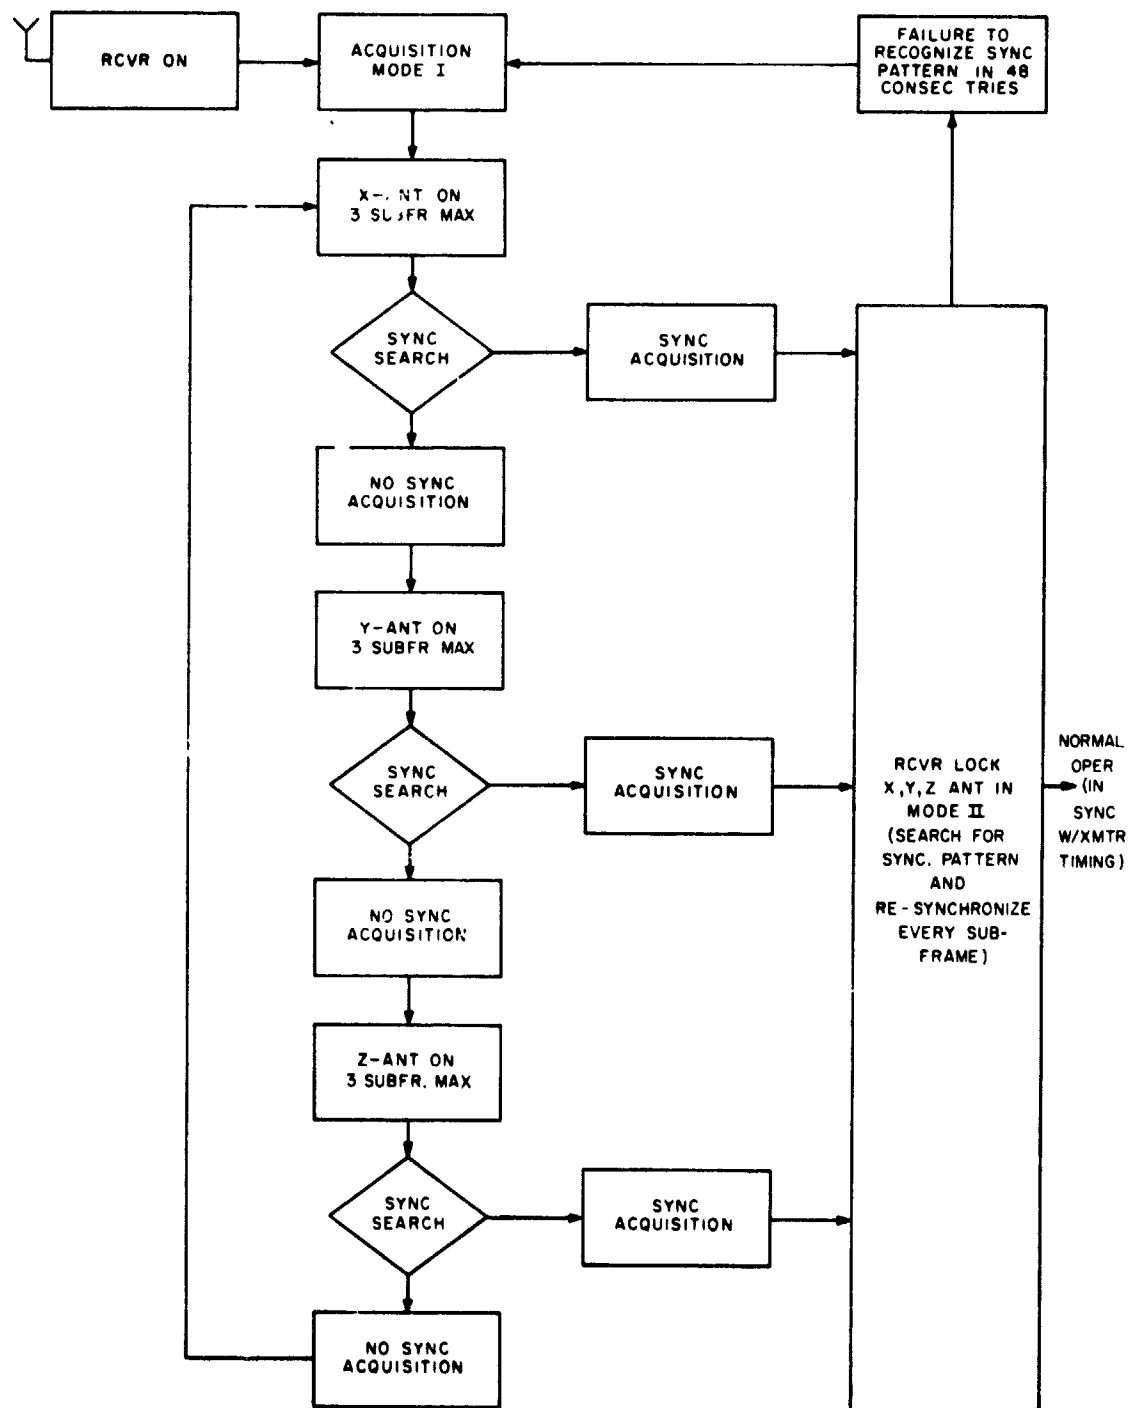 RCVR ON
ACQUISITION
MODE I
FAILURE TO
RECOGNIZE SYNC
PATTERN IN 48
CONSEC TRIES
X-ANT ON
3 SUBFR MAX
SYNC
SEARCH
SYNC
ACQUISITION
NO SYNC
ACQUISITION
Y-ANT ON
3 SUBFR MAX
SYNC
SEARCH
SYNC
ACQUISITION
RCVR LOCK
X,Y,Z ANT IN
MODE II
(SEARCH FOR
SYNC. PATTERN
AND
RE-SYNCHRONIZE
EVERY SUB-
FRAME)
NORMAL
OPER
(IN
SYNC
W/XMTR
TIMING)
NO SYNC
ACQUISITION
Z-ANT ON
3 SUBFR. MAX
SYNC
SEARCH
SYNC
ACQUISITION
NO SYNC
ACQUISITION